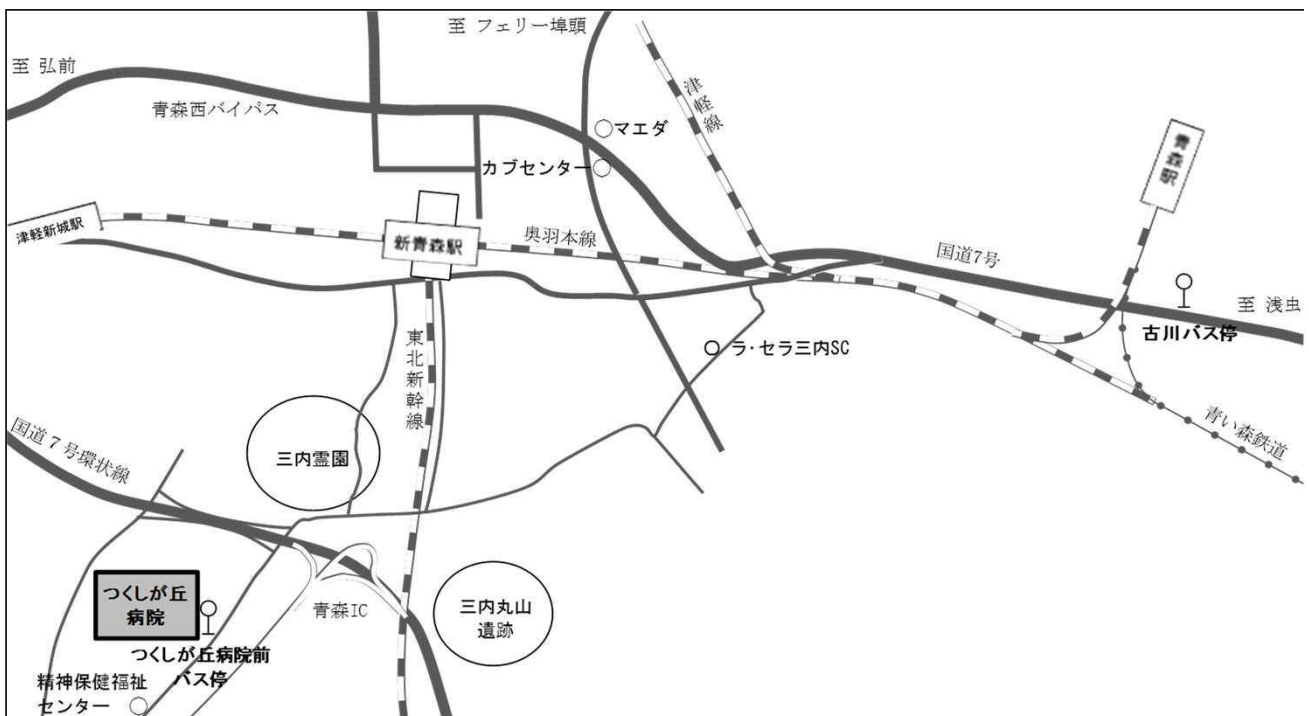 至 フェリー埠頭
至 弘前
青森西バイパス
津軽線
マエダ
カブセンター
青森駅
津軽新城駅
新青森駅
奥羽本線
国道7号
至 浅虫
古川バス停
東北新幹線
ラ・セラ三内SC
青い森鉄道
国道７号環状線
三内霊園
つくしが丘
病院
青森IC
三内丸山
遺跡
つくしが丘病院前
バス停
精神保健福祉
センター